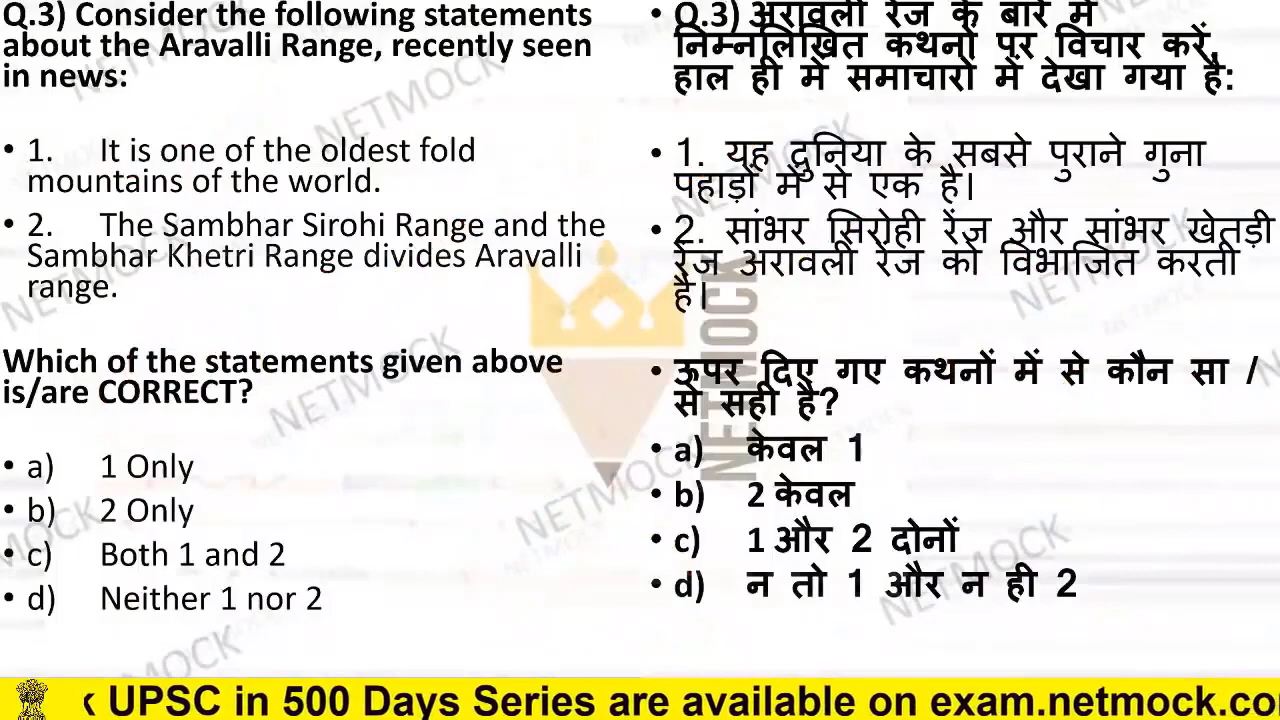 Q.3) Consider the following statements
about the Aravalli Range, recently seen
in news:
• 1. It is one of the oldest fold
mountains of the world.
• 2. The Sambhar Sirohi Range and the
Sambhar Khetri Range divides Aravalli
range.
Which of the statements given above
is/are CORRECT?
• a) 1 Only
• b) 2 Only
• c) Both 1 and 2
• d) Neither 1 nor 2
• Q.3) अरावली रेंज के बारे में
निम्नलिखित कथनों पर विचार करें,
हाल ही में समाचारों में देखा गया है:
• 1. यह दुनिया के सबसे पुराने गुना
पहाड़ों में से एक है।
• 2. सांभर सिरोही रेंज और सांभर खेतड़ी
रेंज अरावली रेंज को विभाजित करती
है।
• ऊपर दिए गए कथनों में से कौन सा /
से सही है?
• a) केवल 1
• b) 2 केवल
• c) 1 और 2 दोनों
• d) न तो 1 और न ही 2
NETMOCK
UPSC in 500 Days Series are available on exam.netmock.co